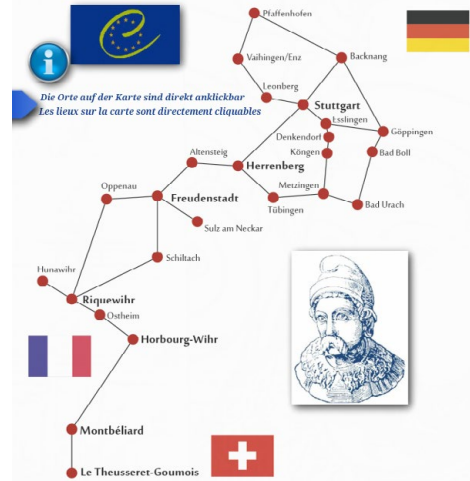 Pfaffenhofen
Vaihingen/Enz
Backnang
Leonberg
Die Orte auf der Karte sind direkt anklickbar
Les lieux sur la carte sont directement cliquables
Stuttgart
Esslingen
Göppingen
Denkendorf
Köngen
Bad Boll
Altensteig
Herrenberg
Metzingen
Oppenau
Freudenstadt
Tübingen
Bad Urach
Sulz am Neckar
Schiltach
Hunawihr
Riquewihr
Ostheim
Horbourg-Wihr
Montbéliard
Le Theusseret-Goumois